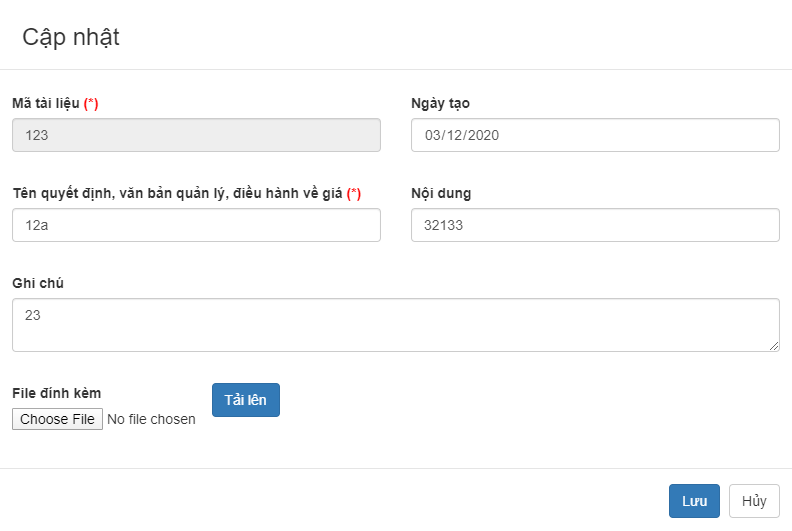 Cập nhật
Mã tài liệu (*)
Ngày tạo
123
03/12/2020
Tên quyết định, văn bản quản lý, điều hành về giá (*)
Nội dung
12a
32133
Ghi chú
23
File đính kèm
Tải lên
Choose File No file chosen
Lưu
Hủy